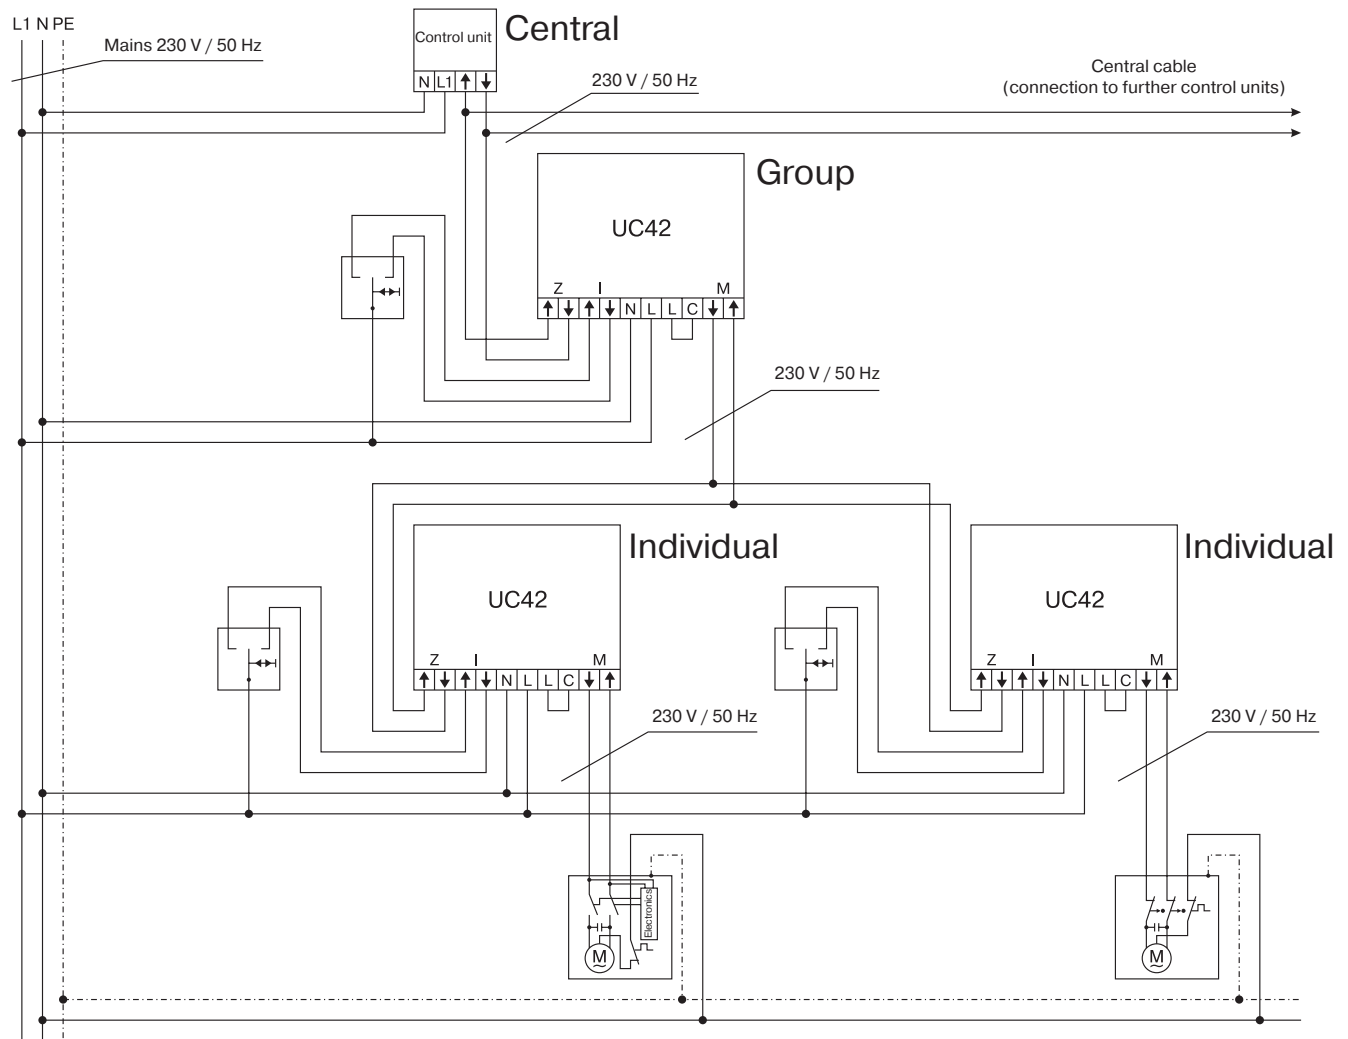 L1 N PE
Mains 230 V / 50 Hz
Control unit
Central
N L1 ↑ ↓
230 V / 50 Hz
Central cable
(connection to further control units)
Group
UC42
Z I M
↑ ↓ ↑ ↓ N L L C ↓ ↑
230 V / 50 Hz
Individual
UC42
Z I M
↑ ↓ ↑ ↓ N L L C ↓ ↑
230 V / 50 Hz
Electronics
M
~
Individual
UC42
Z I M
↑ ↓ ↑ ↓ N L L C ↓ ↑
230 V / 50 Hz
M
~